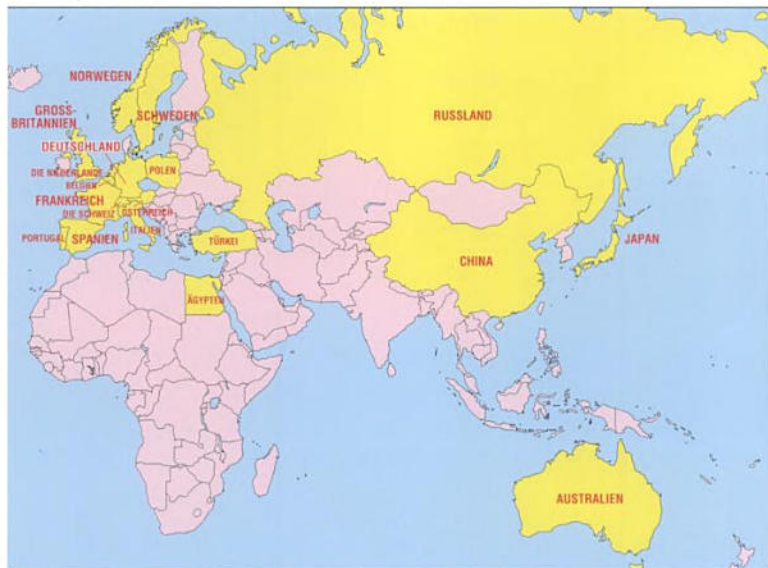 NORWEGEN
GROSS-
BRITANNIEN
SCHWEDEN
RUSSLAND
DEUTSCHLAND
DIE NIEDERLANDE
POLEN
BELGIEN
FRANKREICH
DIE SCHWEIZ
ÖSTERREICH
ITALIEN
PORTUGAL
SPANIEN
TÜRKEI
JAPAN
CHINA
ÄGYPTEN
AUSTRALIEN